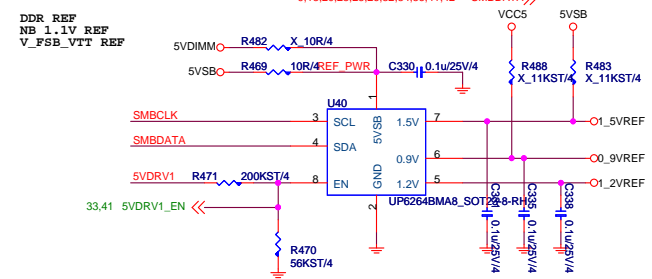 DDR REF
NB 1.1V REF
V_FSB_VTT REF
VCC5
5VSB
5VDIMM
R482
X_10R/4
5VSB
R469
10R/4
REF_PWR
C330
0.1u/25V/4
R488
X_11KST/4
R483
X_11KST/4
U40
1
5VSB
SMBCLK
3
SCL
1.5V
7
1_5VREF
SMBDATA
4
SDA
0.9V
6
0_9VREF
5VDRV1
R471
200KST/4
8
EN
GND
1.2V
5
1_2VREF
2
UP6264BMA8_SOT23-8-RH
33,41 5VDRV1_EN
R470
56KST/4
0.1u/25V/4
C335
0.1u/25V/4
C338
0.1u/25V/4